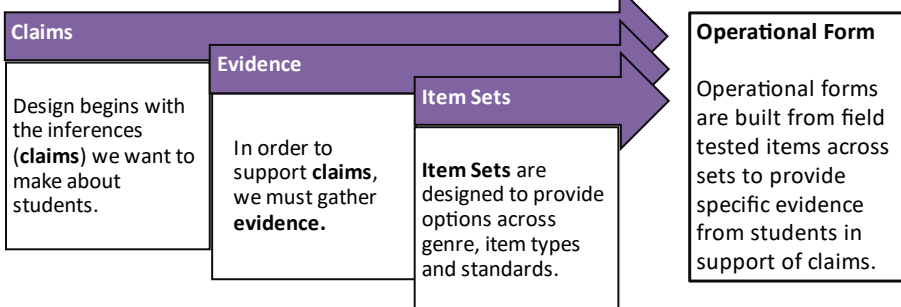 Claims
Design begins with
the inferences
(claims) we want to
make about
students.
Evidence
In order to
support claims,
we must gather
evidence.
Item Sets
Item Sets are
designed to provide
options across
genre, item types
and standards.
Operational Form
Operational forms
are built from field
tested items across
sets to provide
specific evidence
from students in
support of claims.